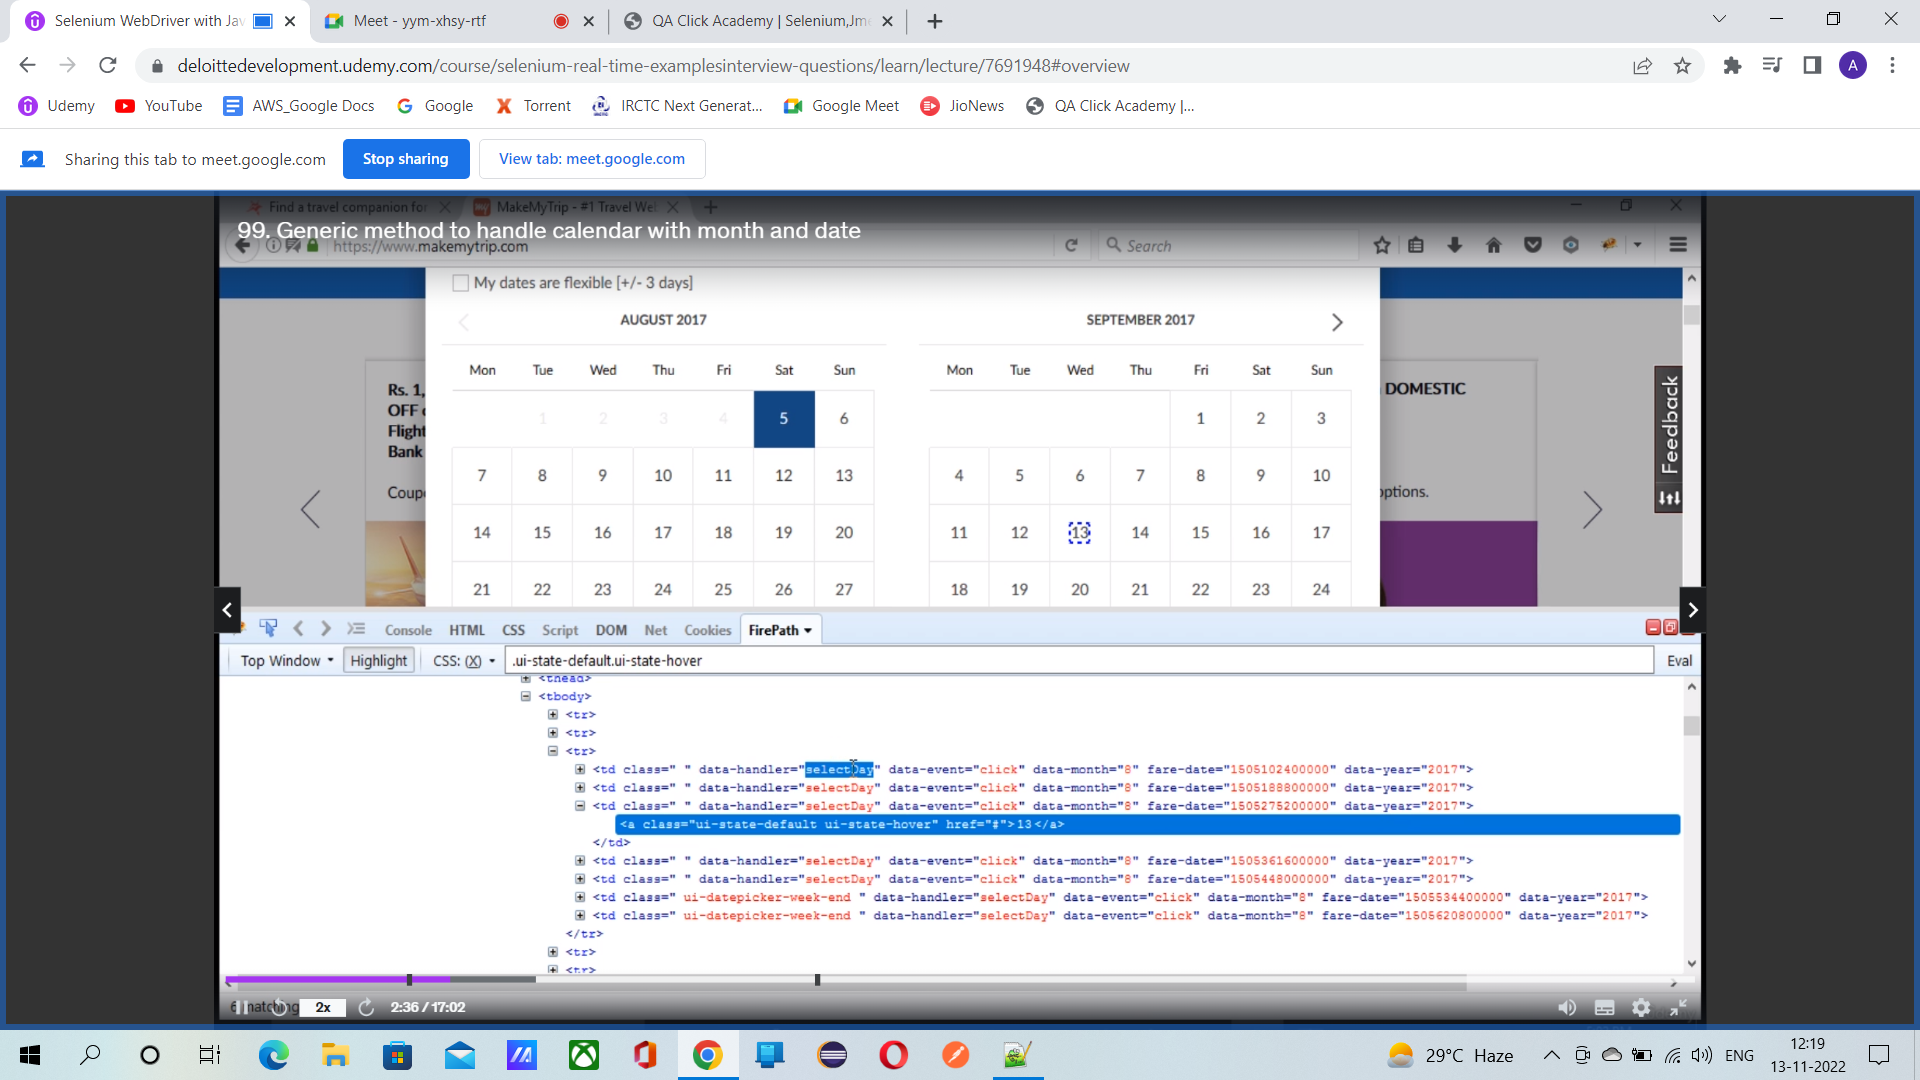 Selenium WebDriver with Jav
Meet - yym-xhsy-rtf
QA Click Academy | Selenium,Jme
deloittedevelopment.udemy.com/course/selenium-real-time-examplesinterview-questions/learn/lecture/7691948#overview
A
Udemy
YouTube
AWS_Google Docs
Google
Torrent
IRCTC Next Generat...
Google Meet
JioNews
QA Click Academy |...
Sharing this tab to meet.google.com
Stop sharing
View tab: meet.google.com
Find a travel companion for
MakeMyTrip - #1 Travel We
99. Generic method to handle calendar with month and date
https://www.makemytrip.com
Search
My dates are flexible [+/- 3 days]
AUGUST 2017
SEPTEMBER 2017
Mon Tue Wed Thu Fri Sat Sun
Mon Tue Wed Thu Fri Sat Sun
1 2 3 4 5 6
1 2 3
7 8 9 10 11 12 13
4 5 6 7 8 9 10
14 15 16 17 18 19 20
11 12 13 14 15 16 17
21 22 23 24 25 26 27
18 19 20 21 22 23 24
Rs. 1,
OFF
Flight
Bank
Coup
DOMESTIC
options.
Feedback
Console HTML CSS Script DOM Net Cookies FirePath
Top Window Highlight CSS: (X) .ui-state-default.ui-state-hover Eval
<thead>
<tbody>
<tr>
<tr>
<tr>
<td class=" " data-handler="selectDay" data-event="click" data-month="8" fare-date="1505102400000" data-year="2017">
<td class=" " data-handler="selectDay" data-event="click" data-month="8" fare-date="1505188800000" data-year="2017">
<td class=" " data-handler="selectDay" data-event="click" data-month="8" fare-date="1505275200000" data-year="2017">
<a class="ui-state-default ui-state-hover" href="#">13</a>
</td>
<td class=" " data-handler="selectDay" data-event="click" data-month="8" fare-date="1505361600000" data-year="2017">
<td class=" " data-handler="selectDay" data-event="click" data-month="8" fare-date="1505448000000" data-year="2017">
<td class=" ui-datepicker-week-end " data-handler="selectDay" data-event="click" data-month="8" fare-date="1505534400000" data-year="2017">
<td class=" ui-datepicker-week-end " data-handler="selectDay" data-event="click" data-month="8" fare-date="1505620800000" data-year="2017">
</tr>
<tr>
<tr>
matching
2x
2:36 / 17:02
29°C Haze
ENG
12:19
13-11-2022